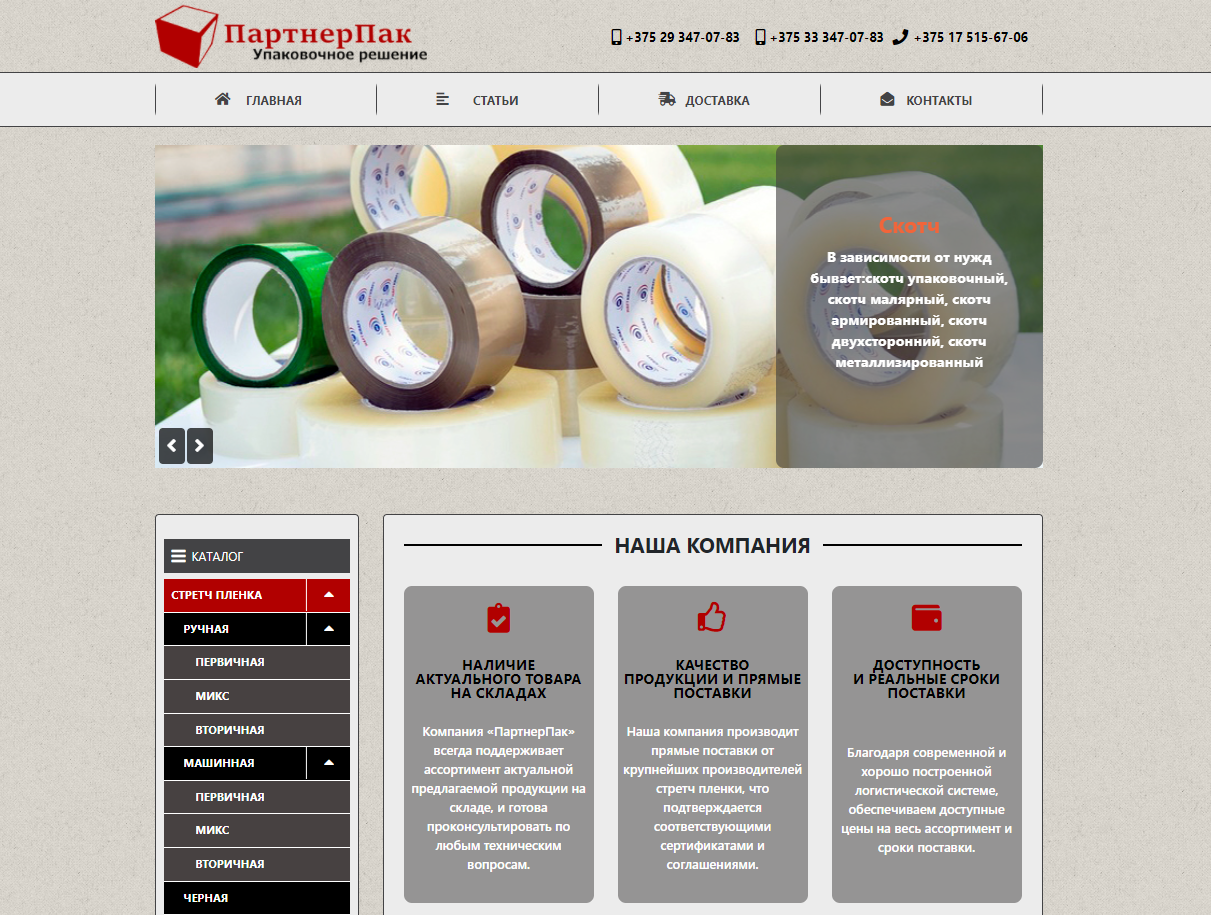 ПартнерПак
Упаковочное решение
+375 29 347-07-83
+375 33 347-07-83
+375 17 515-67-06
ГЛАВНАЯ
СТАТЬИ
ДОСТАВКА
КОНТАКТЫ
Скотч
В зависимости от нужд
бывает:скотч упаковочный,
скотч малярный, скотч
армированный, скотч
двухсторонний, скотч
металлизированный
КАТАЛОГ
СТРЕТЧ ПЛЕНКА
РУЧНАЯ
ПЕРВИЧНАЯ
МИКС
ВТОРИЧНАЯ
МАШИННАЯ
ПЕРВИЧНАЯ
МИКС
ВТОРИЧНАЯ
ЧЕРНАЯ
НАША КОМПАНИЯ
НАЛИЧИЕ
АКТУАЛЬНОГО ТОВАРА
НА СКЛАДАХ
Компания «ПартнерПак»
всегда поддерживает
ассортимент актуальной
предлагаемой продукции на
складе, и готова
проконсультировать по
любым техническим
вопросам.
КАЧЕСТВО
ПРОДУКЦИИ И ПРЯМЫЕ
ПОСТАВКИ
Наша компания производит
прямые поставки от
крупнейших производителей
стретч пленки, что
подтверждается
соответствующими
сертификатами и
соглашениями.
ДОСТУПНОСТЬ
И РЕАЛЬНЫЕ СРОКИ
ПОСТАВКИ
Благодаря современной и
хорошо построенной
логистической системе,
обеспечиваем доступные
цены на весь ассортимент и
сроки поставки.